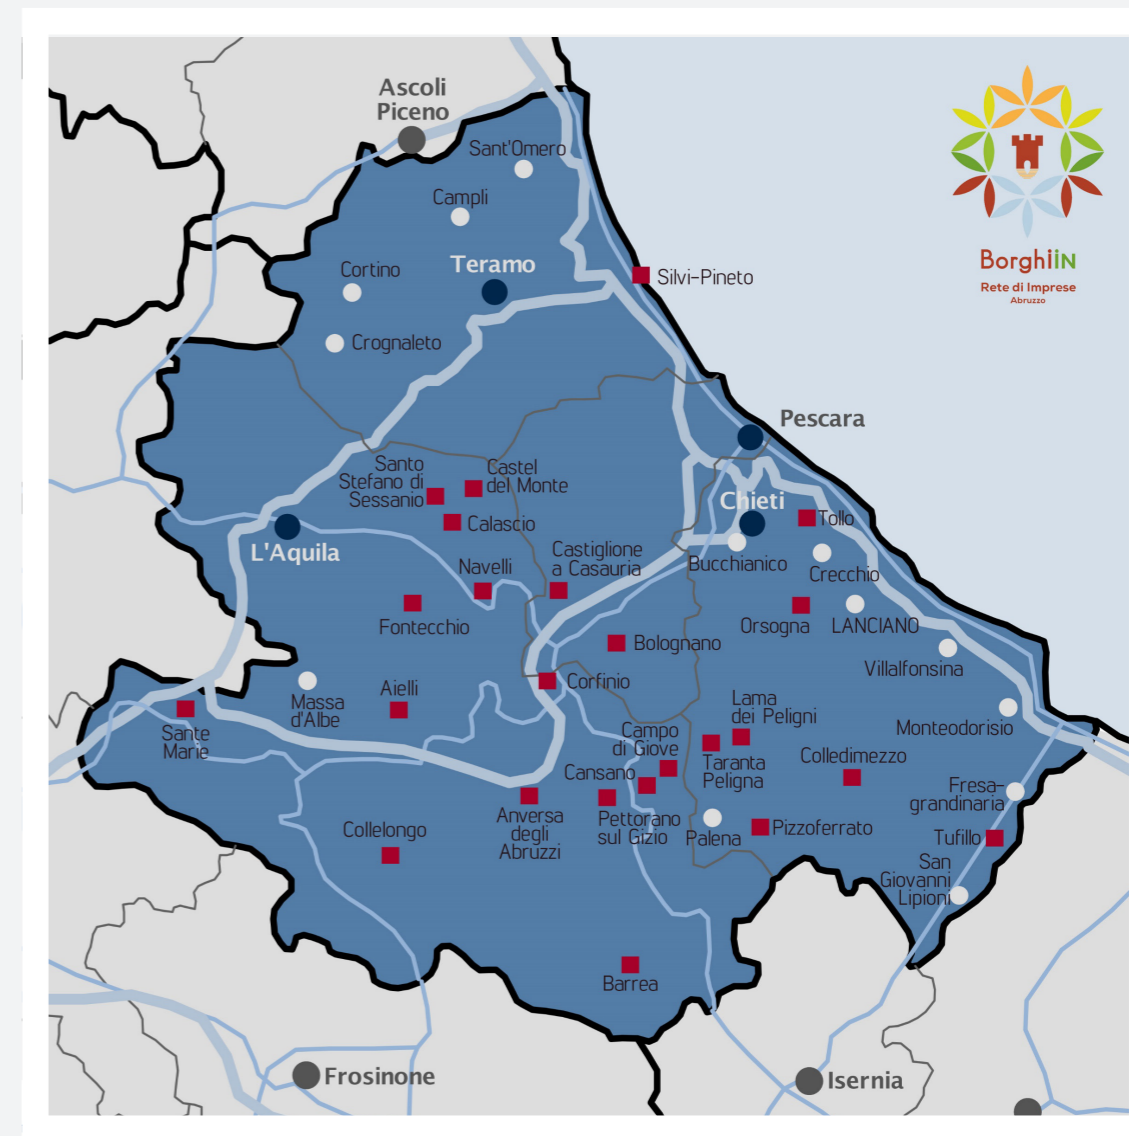 Ascoli
Piceno
Sant'Omero
Campli
Cortino
Teramo
Crognaleto
Silvi-Pineto
BorghiIN
Rete di Imprese
Abruzzo
Pescara
Santo
Stefano di
Sessanio
Castel
del Monte
Calascio
Chieti
Tollo
L'Aquila
Bucchianico
Crecchio
Navelli
Castiglione
a Casauria
Fontecchio
Orsogna
LANCIANO
Bolognano
Villalfonsina
Corfinio
Massa
d'Albe
Aielli
Sante
Marie
Lama
dei Peligni
Monteodorisio
Campo
di Giove
Taranta
Peligna
Colledimezzo
Cansano
Fresa-
grandinaria
Anversa
degli
Abruzzi
Pettorano
sul Gizio
Palena
Pizzoferrato
Collelongo
Tufillo
San
Giovanni
Lipioni
Barrea
Frosinone
Isernia